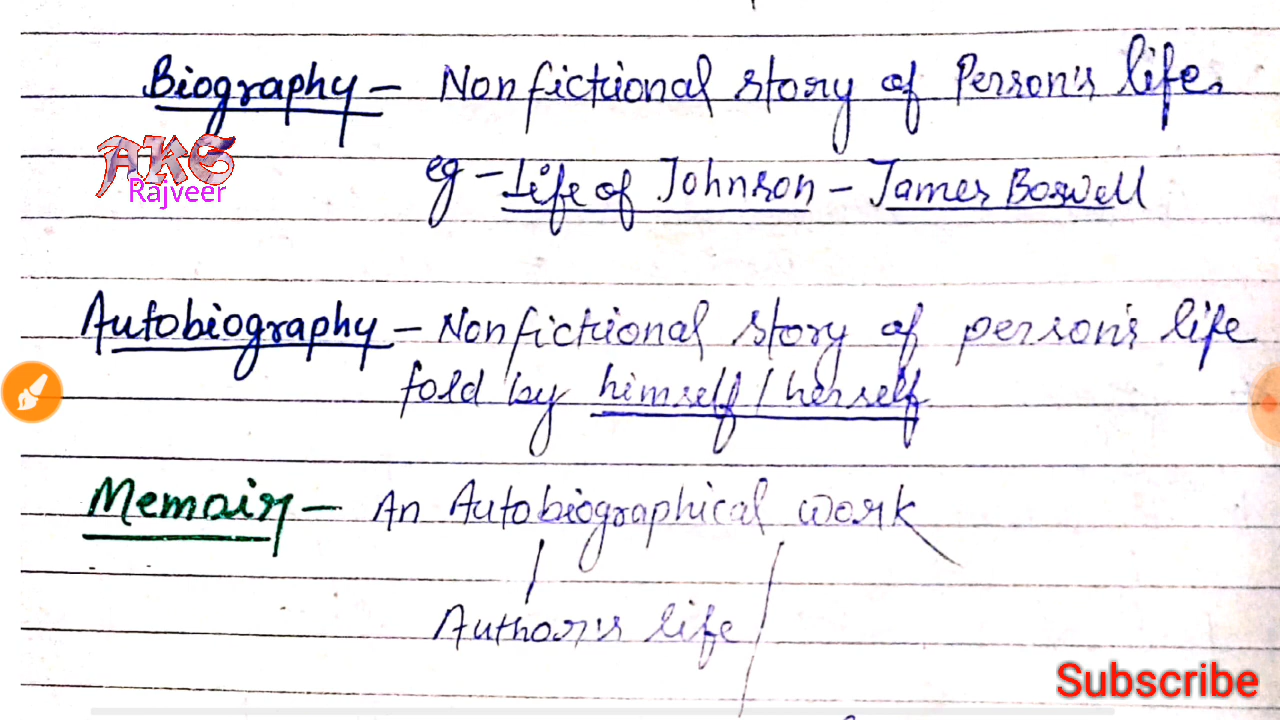 Biography - Nonfictional story of Person's life.
AKS
Rajveer
eg - Life of Johnson - James Boswell
Autobiography - Nonfictional story of person's life
told by himself/herself
Memoir - An Autobiographical work
Author's life
Subscribe